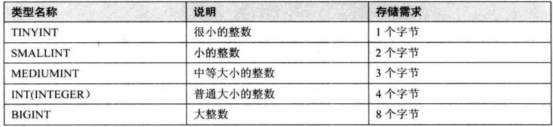 类型名称 说明 存储需求
TINYINT 很小的整数 1个字节
SMALLINT 小的整数 2个字节
MEDIUMINT 中等大小的整数 3个字节
INT(INTEGER） 普通大小的整数 4个字节
BIGINT 大整数 8个字节